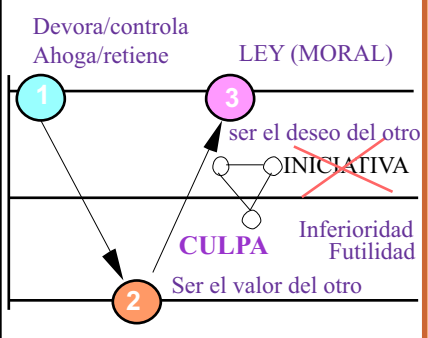 Devora/controla
Ahoga/retiene
LEY (MORAL)
1
3
ser el deseo del otro
INICIATIVA
CULPA
Inferioridad
Futilidad
2
Ser el valor del otro